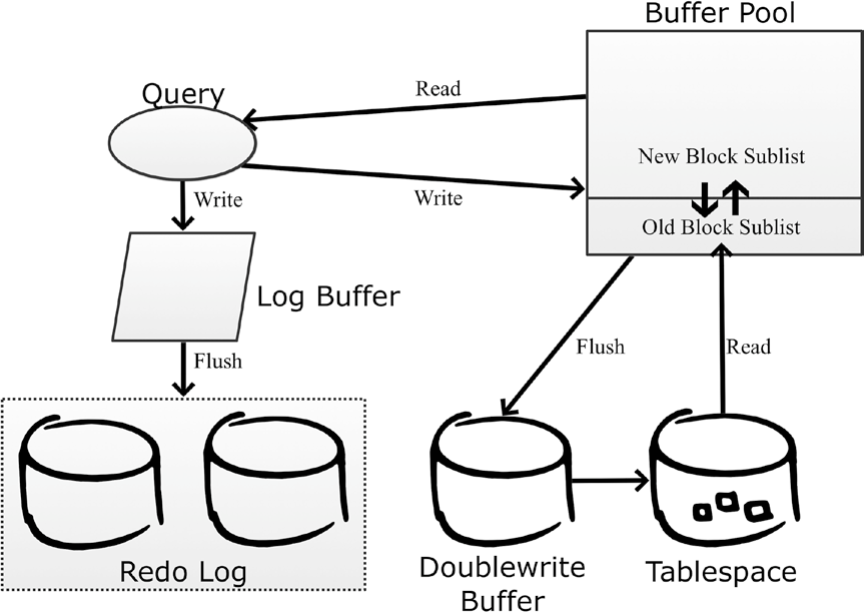 Buffer Pool
Query
Read
New Block Sublist
Write
Write
Old Block Sublist
Log Buffer
Flush
Flush
Read
Redo Log
Doublewrite
Buffer
Tablespace